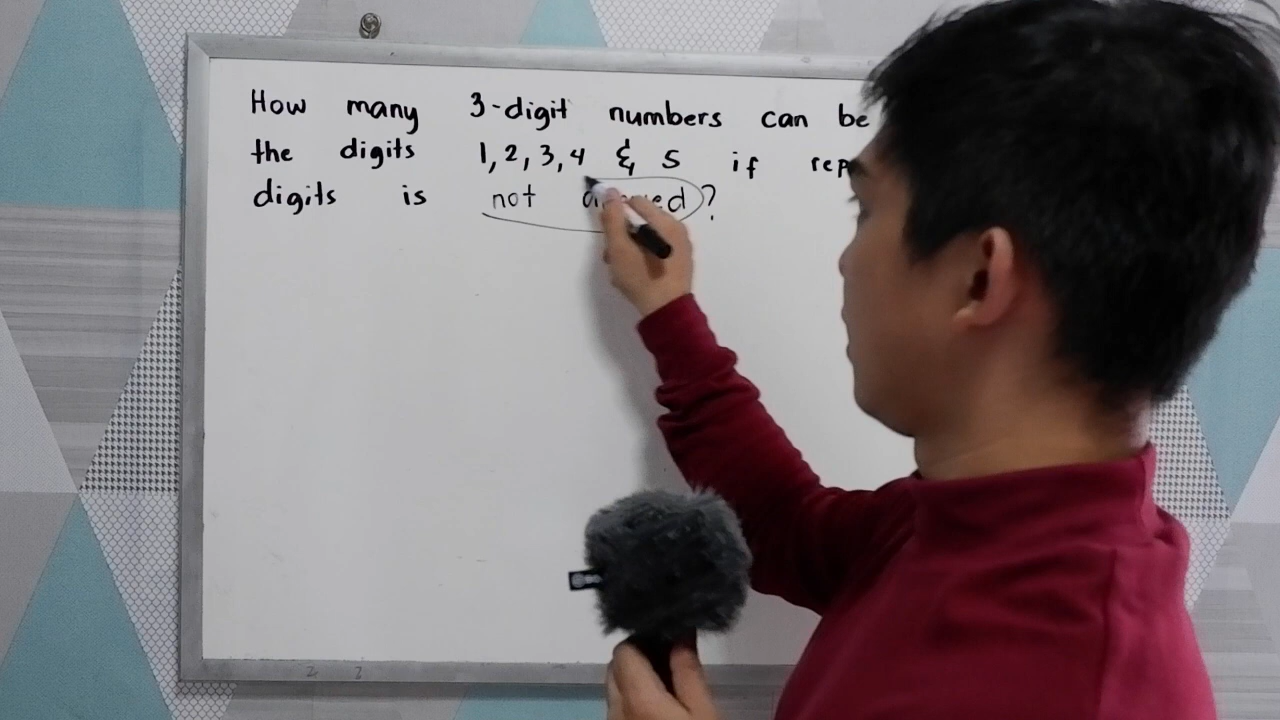 How many 3-digit numbers can be
the digits 1, 2, 3, 4 & 5 if
digits is not ?